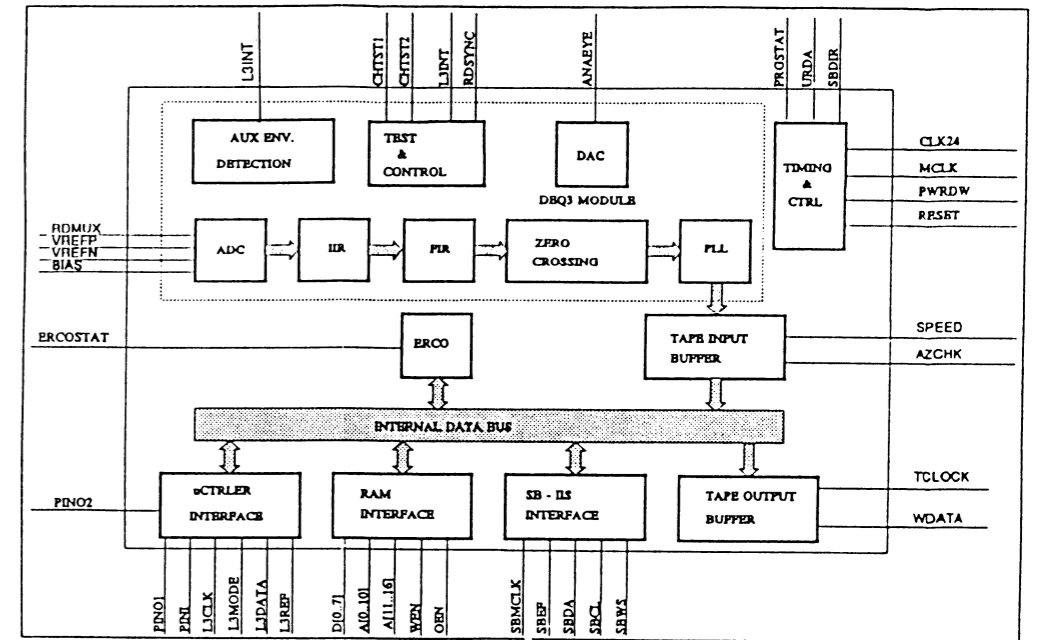 L3INT
CHTST1
CHTST2
L3INT
RDSYNC
ANAEYE
PRGSTAT
URDA
SBDIR
AUX ENV.
DETECTION
TEST
&
CONTROL
DAC
DEQ3 MODULE
TIMING
&
CTRL
CLK24
MCLK
PWRDW
RESET
RDMUX
VREFP
VREFN
BIAS
ADC
IIR
FIR
ZERO
CROSSING
PLL
ERCOSTAT
ERCO
TAPE INPUT
BUFFER
SPEED
AZCHK
INTERNAL DATA BUS
uCTRLER
INTERFACE
RAM
INTERFACE
SB - IIS
INTERFACE
TAPE OUTPUT
BUFFER
TCLOCK
WDATA
PINO2
PINO1
PINI
L3CLK
L3MODE
L3DATA
L3REF
D[0..7]
A[0..10]
A[11..16]
WEN
OEN
SBMCLK
SBEF
SBDA
SBCL
SBWS